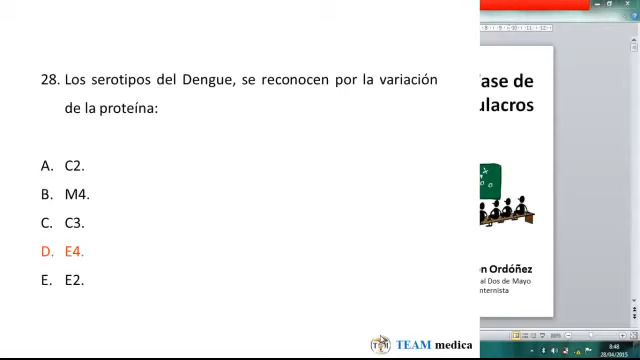 28. Los serotipos del Dengue, se reconocen por la variación
de la proteína:
A. C2.
B. M4.
C. C3.
D. E4.
E. E2.
TEAM medica
ase de
ulacros
n Ordóñez
al Dos de Mayo
nternista
8:48
28/04/2015